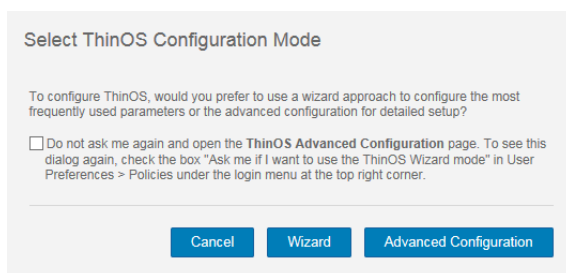 Select ThinOS Configuration Mode
To configure ThinOS, would you prefer to use a wizard approach to configure the most
frequently used parameters or the advanced configuration for detailed setup?
Do not ask me again and open the ThinOS Advanced Configuration page. To see this
dialog again, check the box "Ask me if I want to use the ThinOS Wizard mode" in User
Preferences > Policies under the login menu at the top right corner.
Cancel Wizard Advanced Configuration